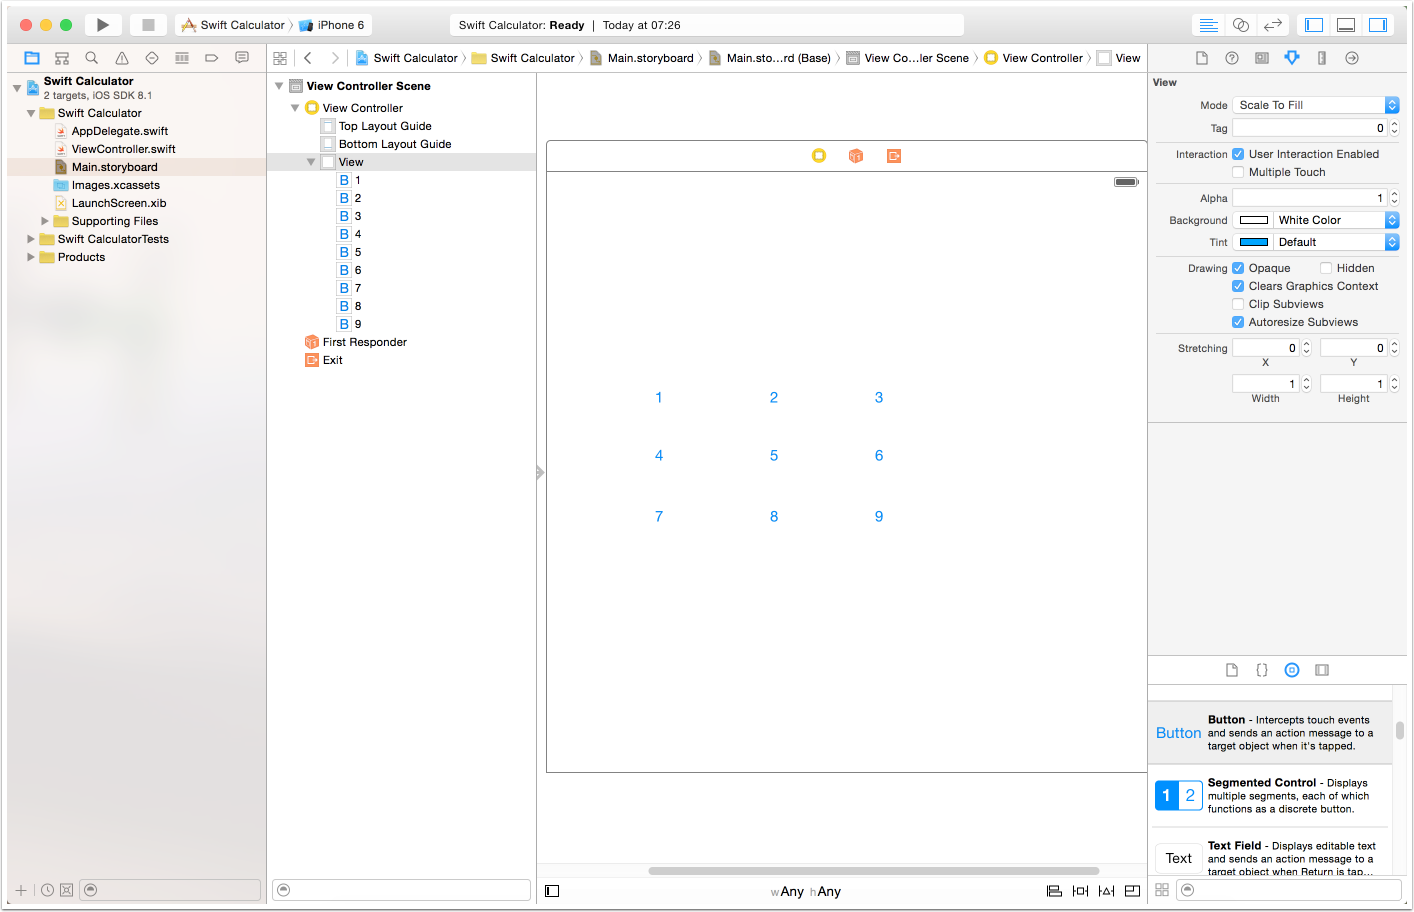 Swift Calculator
iPhone 6
Swift Calculator: Ready | Today at 07:26
Swift Calculator
Swift Calculator
Main.storyboard
Main.sto...rd (Base)
View Co...ler Scene
View Controller
View
Swift Calculator
2 targets, iOS SDK 8.1
Swift Calculator
AppDelegate.swift
ViewController.swift
Main.storyboard
Images.xcassets
LaunchScreen.xib
Supporting Files
Swift CalculatorTests
Products
View Controller Scene
View Controller
Top Layout Guide
Bottom Layout Guide
View
B 1
B 2
B 3
B 4
B 5
B 6
B 7
B 8
B 9
First Responder
Exit
1 2 3
4 5 6
7 8 9
wAny hAny
View
Mode Scale To Fill
Tag 0
Interaction User Interaction Enabled
Multiple Touch
Alpha 1
Background White Color
Tint Default
Drawing Opaque Hidden
Clears Graphics Context
Clip Subviews
Autoresize Subviews
Stretching 0 0
X Y
1 1
Width Height
{}
Button
Button - Intercepts touch events
and sends an action message to a
target object when it's tapped.
1 2
Segmented Control - Displays
multiple segments, each of which
functions as a discrete button.
Text
Text Field - Displays editable text
and sends an action message to a
target object when Return is tap...